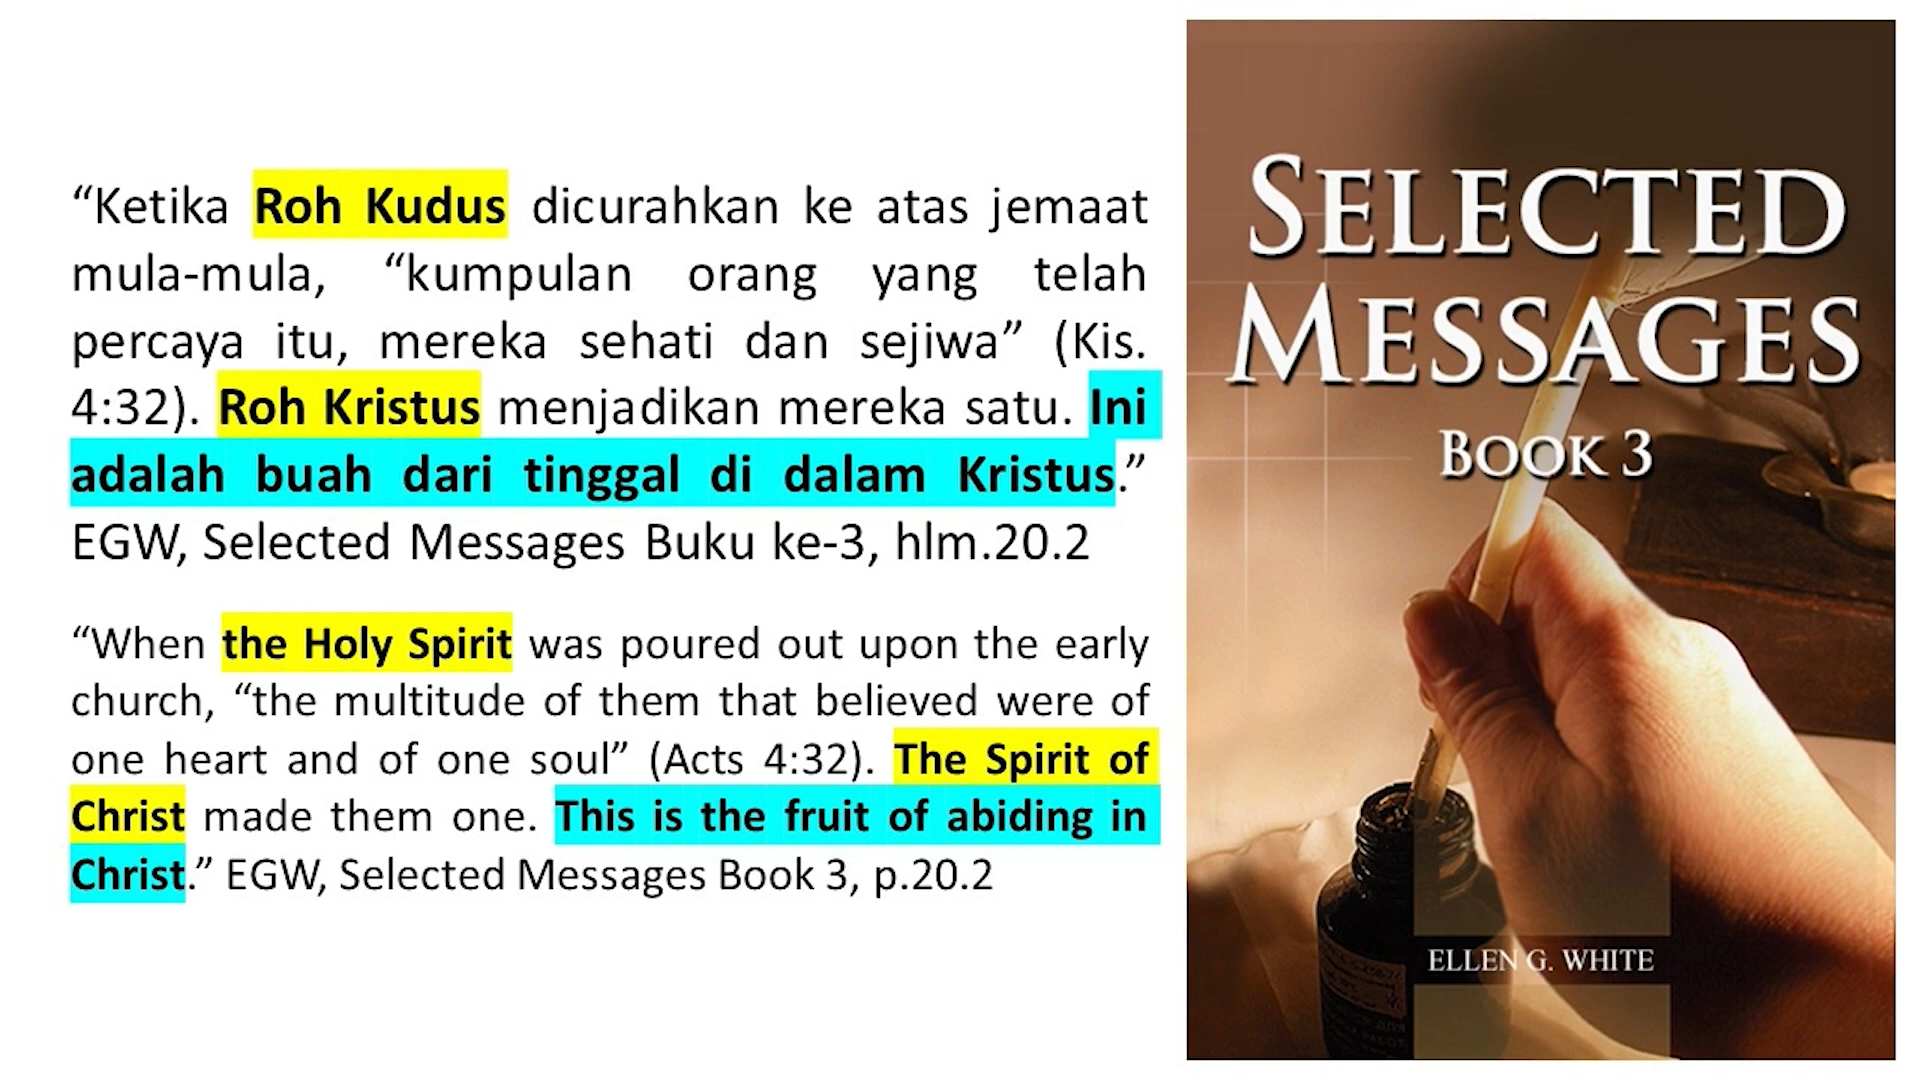 “Ketika Roh Kudus dicurahkan ke atas jemaat
mula-mula, “kumpulan orang yang telah
percaya itu, mereka sehati dan sejiwa” (Kis.
4:32). Roh Kristus menjadikan mereka satu. Ini
adalah buah dari tinggal di dalam Kristus.”
EGW, Selected Messages Buku ke-3, hlm.20.2
“When the Holy Spirit was poured out upon the early
church, “the multitude of them that believed were of
one heart and of one soul” (Acts 4:32). The Spirit of
Christ made them one. This is the fruit of abiding in
Christ.” EGW, Selected Messages Book 3, p.20.2
SELECTED
MESSAGES
BOOK 3
ELLEN G. WHITE